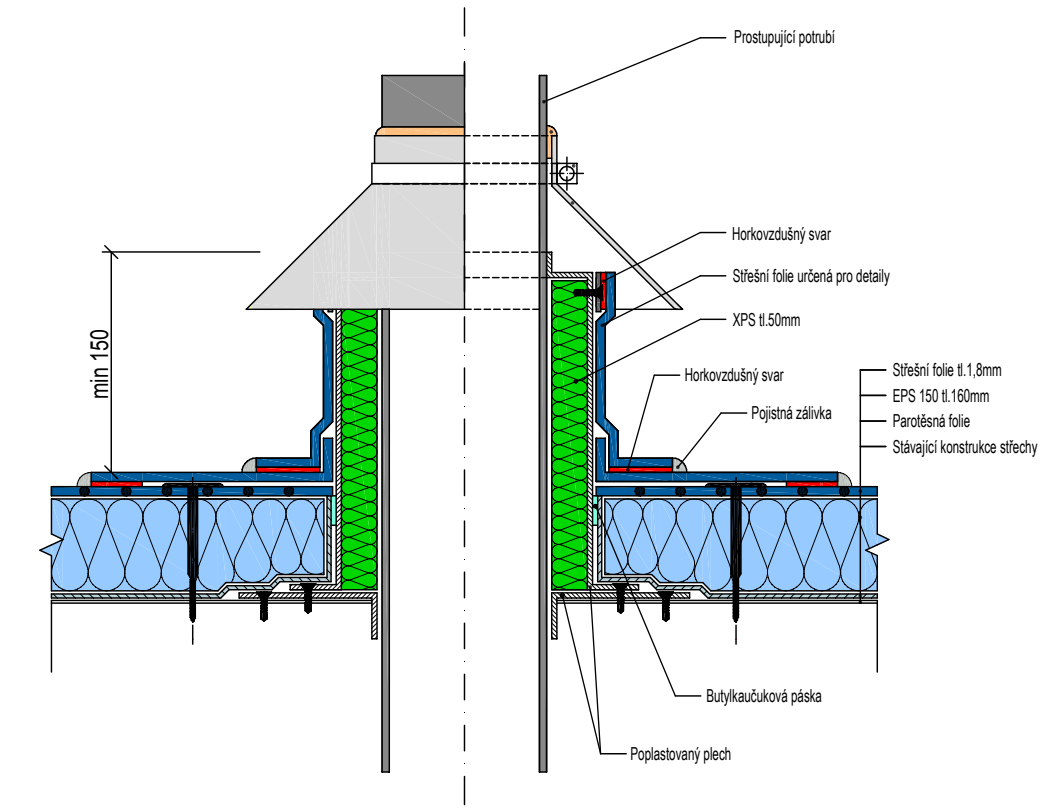 Prostupující potrubí
Horkovzdušný svar
Střešní folie určená pro detaily
XPS tl.50mm
min 150
Horkovzdušný svar
Pojistná zálivka
Střešní folie tl.1,8mm
EPS 150 tl.160mm
Parotěsná folie
Stávající konstrukce střechy
Butylkaučuková páska
Poplastovaný plech